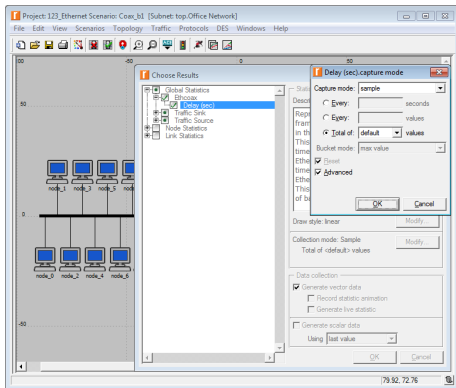 Project: 123_Ethernet Scenario: Coax_b1 [Subnet: top.Office Network]
File Edit View Scenarios Topology Traffic Protocols DES Windows Help
-50
0
50
Choose Results
Global Statistics
Ethcoax
Delay (sec)
Traffic Sink
Traffic Source
Node Statistics
Link Statistics
50
0
-50
node_1 node_3 node_5
node_0 node_2 node_4 node_6
Delay (sec).capture mode
Capture mode: sample
Every: seconds
Every: values
Total of: default values
Bucket mode: max value
Reset
Advanced
OK Cancel
Draw style: linear Modify...
Collection mode: Sample Modify...
Total of <default> values
Data collection
Generate vector data
Record statistic animation
Generate live statistic
Generate scalar data
Using last value
OK Cancel
79.92, 72.76